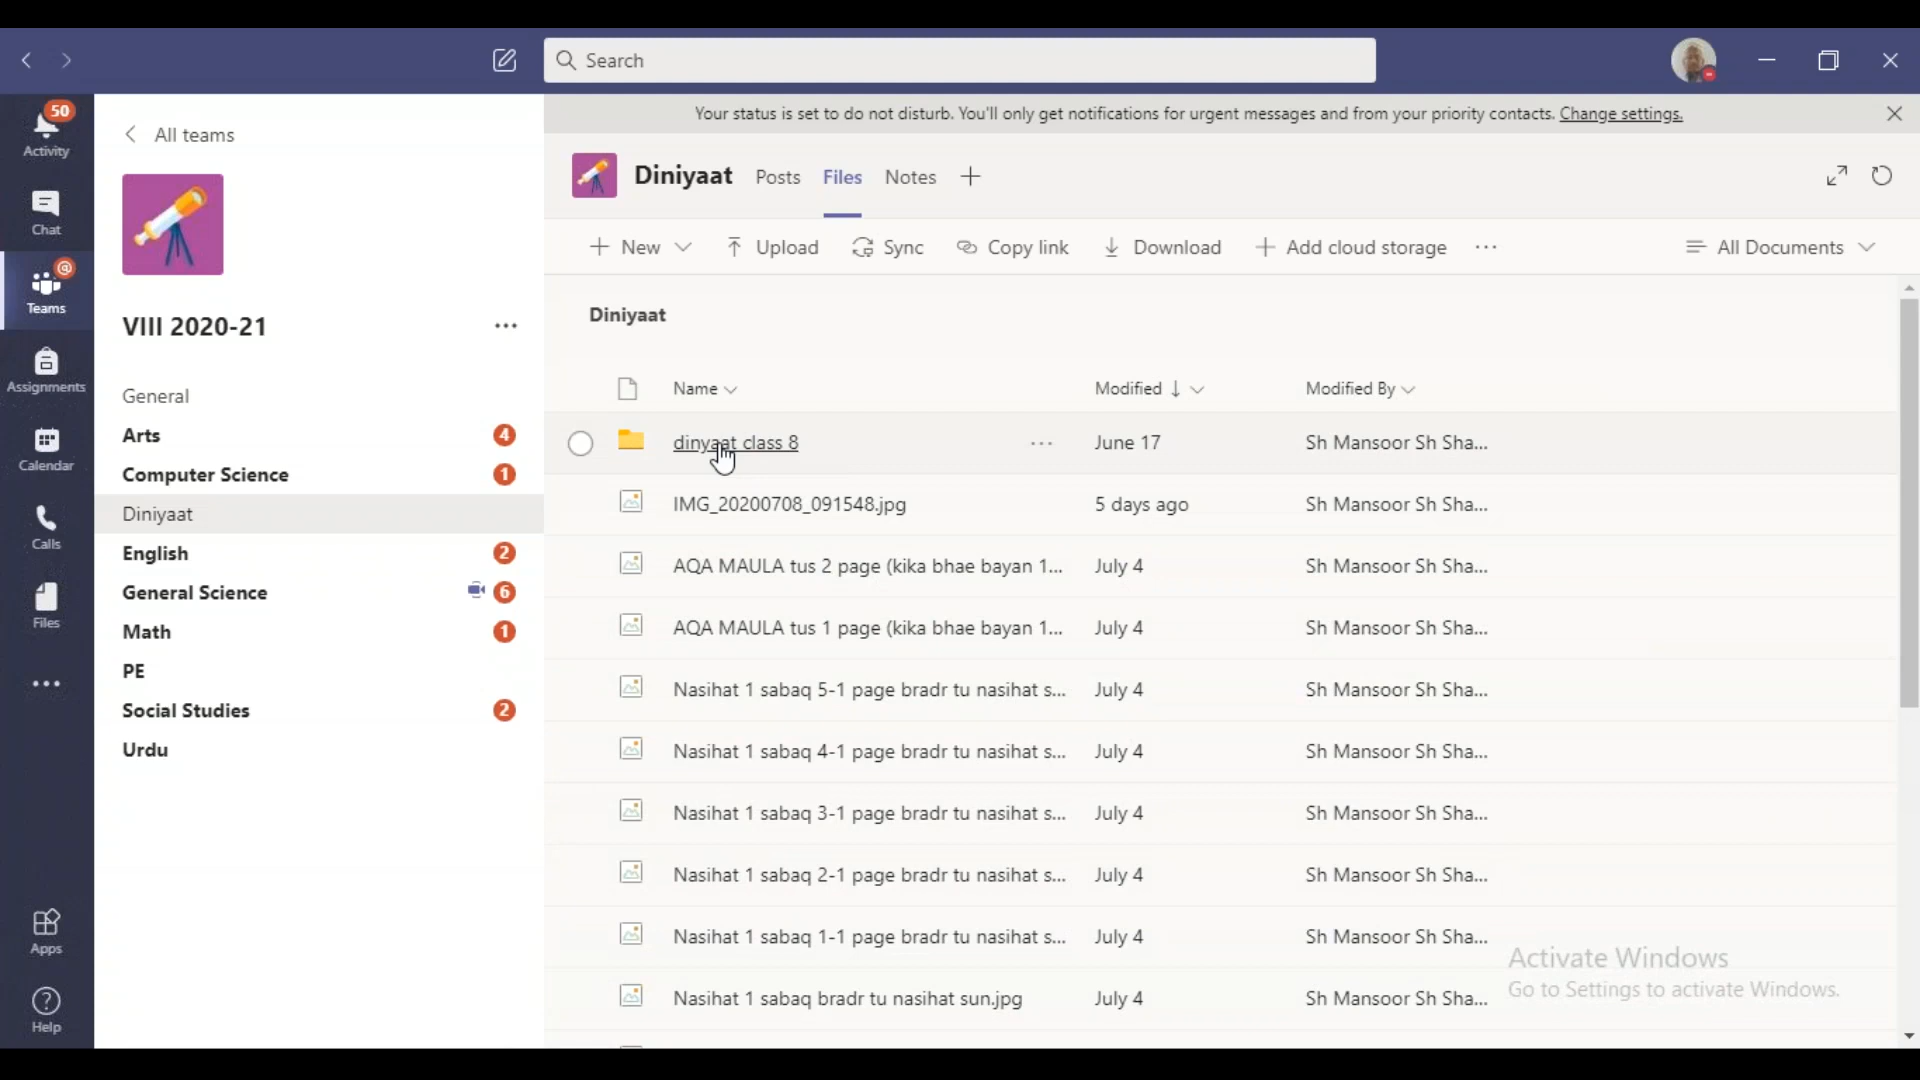 Search
50
Activity
Chat
@
Teams
Assignments
Calendar
Calls
Files
Apps
Help
All teams
VIII 2020-21
General
Arts 4
Computer Science 1
Diniyaat
English 2
General Science 6
Math 1
PE
Social Studies 2
Urdu
Your status is set to do not disturb. You'll only get notifications for urgent messages and from your priority contacts. Change settings.
Diniyaat Posts Files Notes
New Upload Sync Copy link Download Add cloud storage All Documents
Diniyaat
Name Modified Modified By
dinyaat class 8 June 17 Sh Mansoor Sh Sha...
IMG_20200708_091548.jpg 5 days ago Sh Mansoor Sh Sha...
AQA MAULA tus 2 page (kika bhae bayan 1... July 4 Sh Mansoor Sh Sha...
AQA MAULA tus 1 page (kika bhae bayan 1... July 4 Sh Mansoor Sh Sha...
Nasihat 1 sabaq 5-1 page bradr tu nasihat s... July 4 Sh Mansoor Sh Sha...
Nasihat 1 sabaq 4-1 page bradr tu nasihat s... July 4 Sh Mansoor Sh Sha...
Nasihat 1 sabaq 3-1 page bradr tu nasihat s... July 4 Sh Mansoor Sh Sha...
Nasihat 1 sabaq 2-1 page bradr tu nasihat s... July 4 Sh Mansoor Sh Sha...
Nasihat 1 sabaq 1-1 page bradr tu nasihat s... July 4 Sh Mansoor Sh Sha...
Nasihat 1 sabaq bradr tu nasihat sun.jpg July 4 Sh Mansoor Sh Sha...
Activate Windows
Go to Settings to activate Windows.